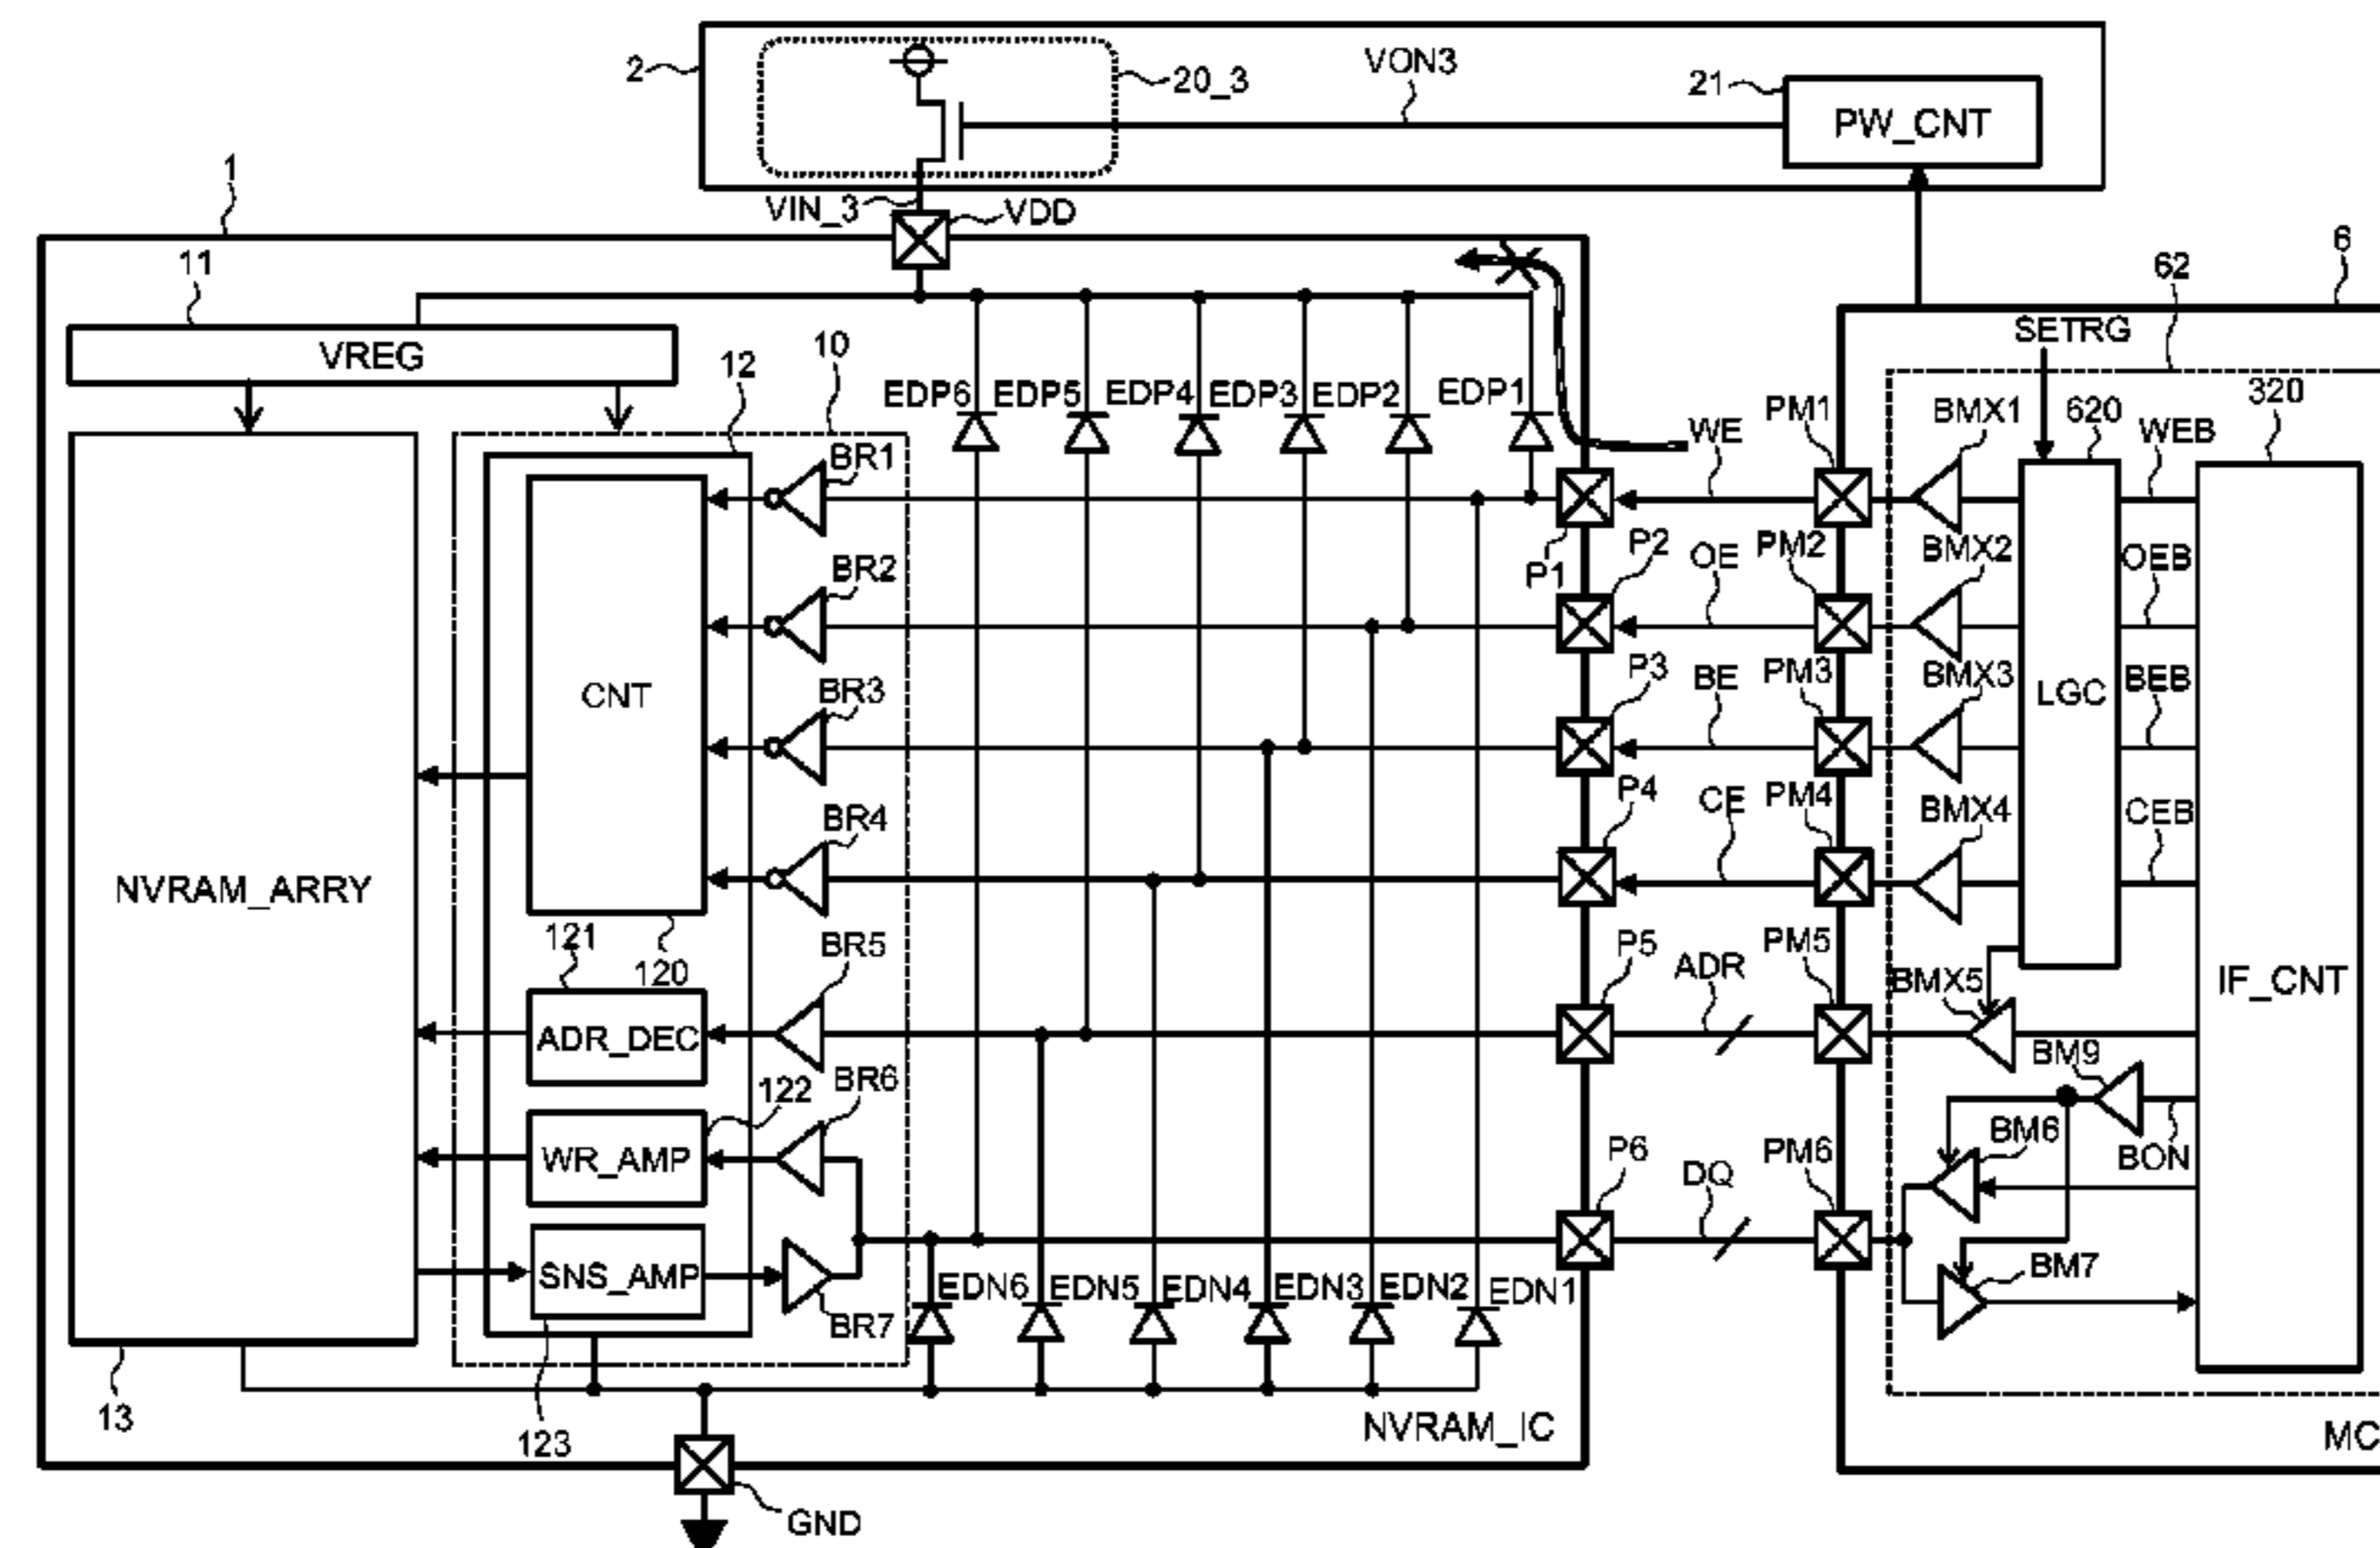 2
20_3
VON3
21
PW_CNT
1
VIN_3
VDD
11
VREG
12
10
62
6
SETRG
EDP6
EDP5
EDP4
EDP3
EDP2
EDP1
WE
PM1
BMX1
620
WEB
320
BR1
P1
P2
OE
PM2
BMX2
OEB
BR2
CNT
BR3
P3
BE
PM3
BMX3
LGC
BEB
BR4
P4
CE
PM4
BMX4
CEB
NVRAM_ARRY
121
120
BR5
P5
ADR
PM5
BMX5
IF_CNT
ADR_DEC
BM9
122
BR6
WR_AMP
P6
DQ
PM6
BM6
BON
SNS_AMP
BR7
EDN6
EDN5
EDN4
EDN3
EDN2
EDN1
BM7
13
123
NVRAM_IC
MC
GND